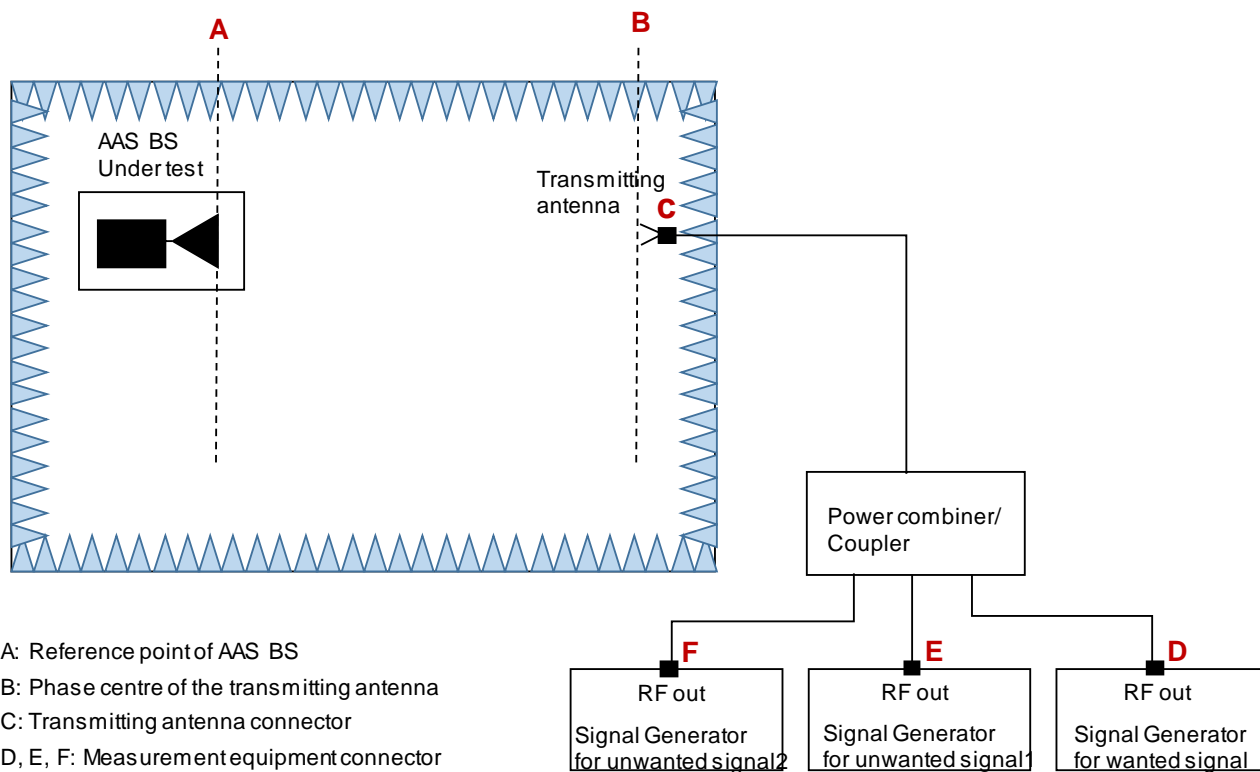 A
B
AAS BS
Under test
Transmitting
antenna
C
Power combiner/
Coupler
A: Reference point of AAS BS
B: Phase centre of the transmitting antenna
C: Transmitting antenna connector
D, E, F: Measurement equipment connector
F
RF out
Signal Generator
for unwanted signal2
E
RF out
Signal Generator
for unwanted signal1
D
RF out
Signal Generator
for wanted signal